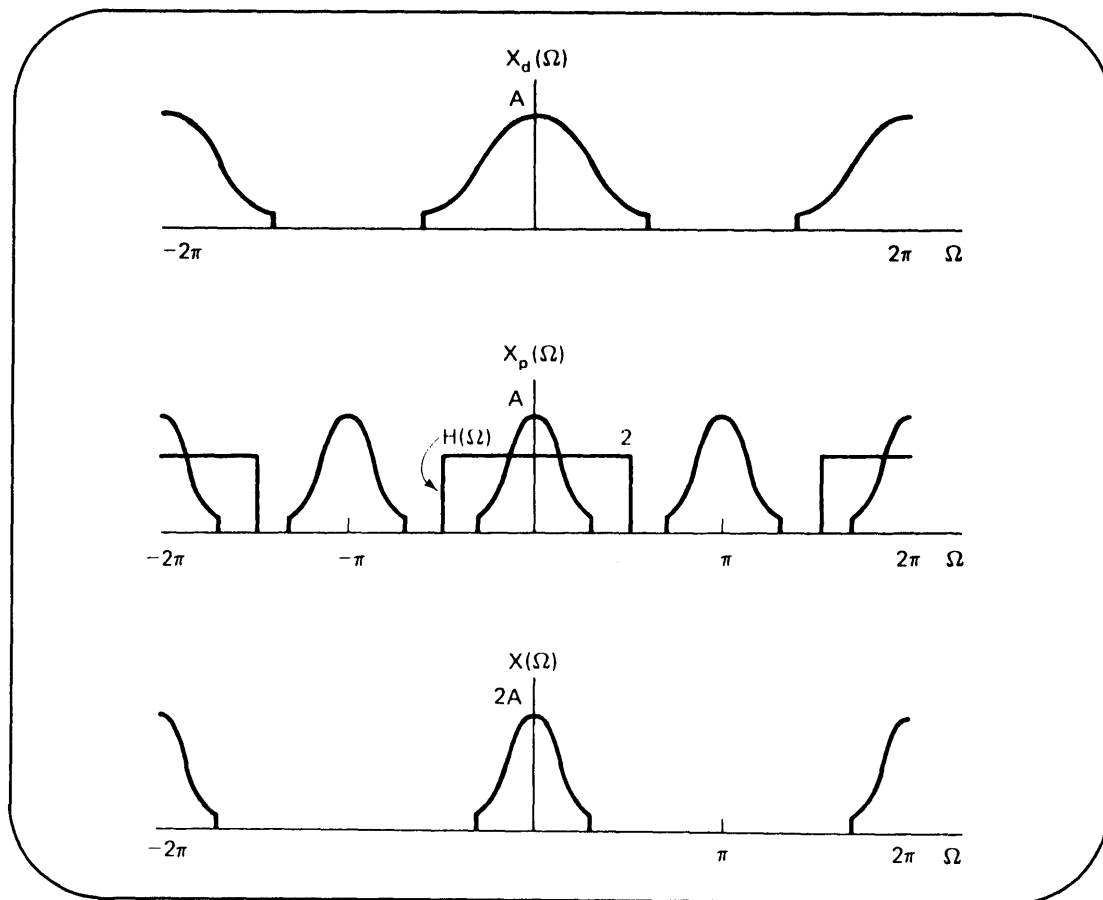 X_d(Ω)
A
-2π 2π Ω
X_p(Ω)
A
H(Ω) 2
-2π -π π 2π Ω
X(Ω)
2A
-2π π 2π Ω